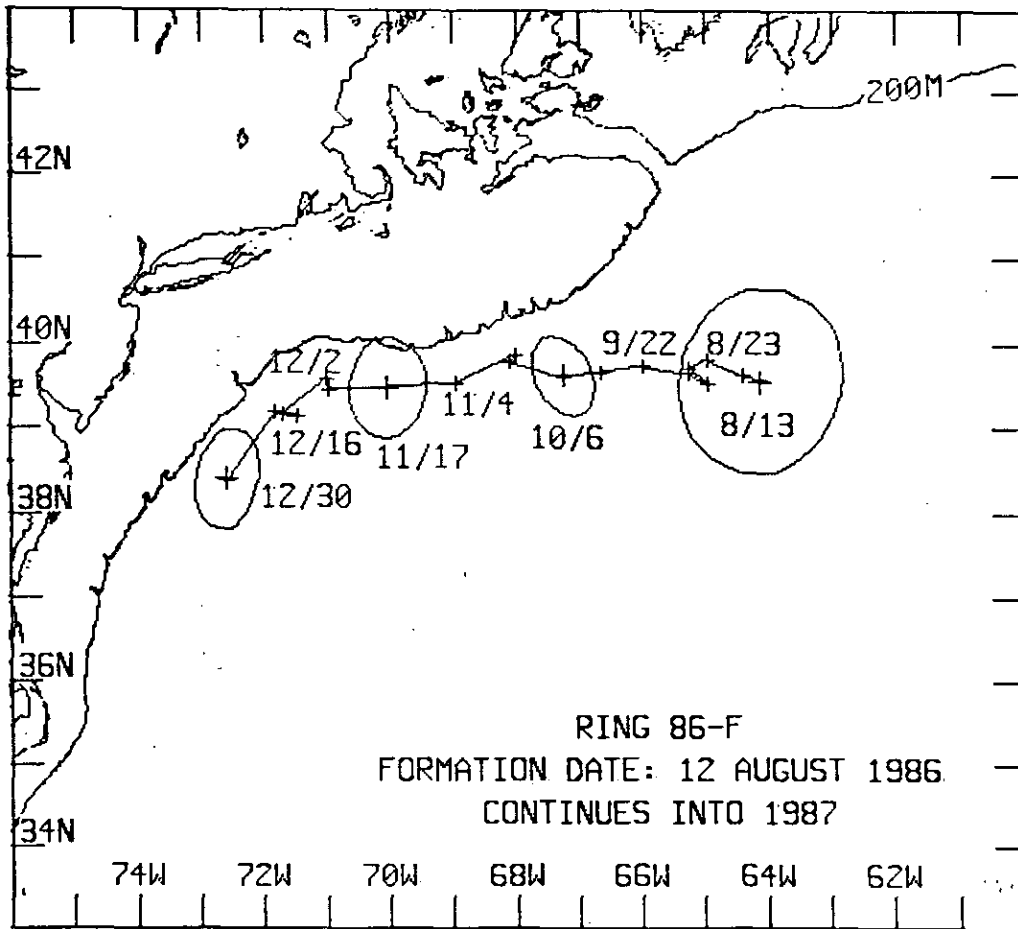 200M
42N
40N
12/2
9/22
8/23
11/4
8/13
12/16
11/17
10/6
38N
12/30
36N
RING 86-F
FORMATION DATE: 12 AUGUST 1986
CONTINUES INTO 1987
34N
74W 72W 70W 68W 66W 64W 62W